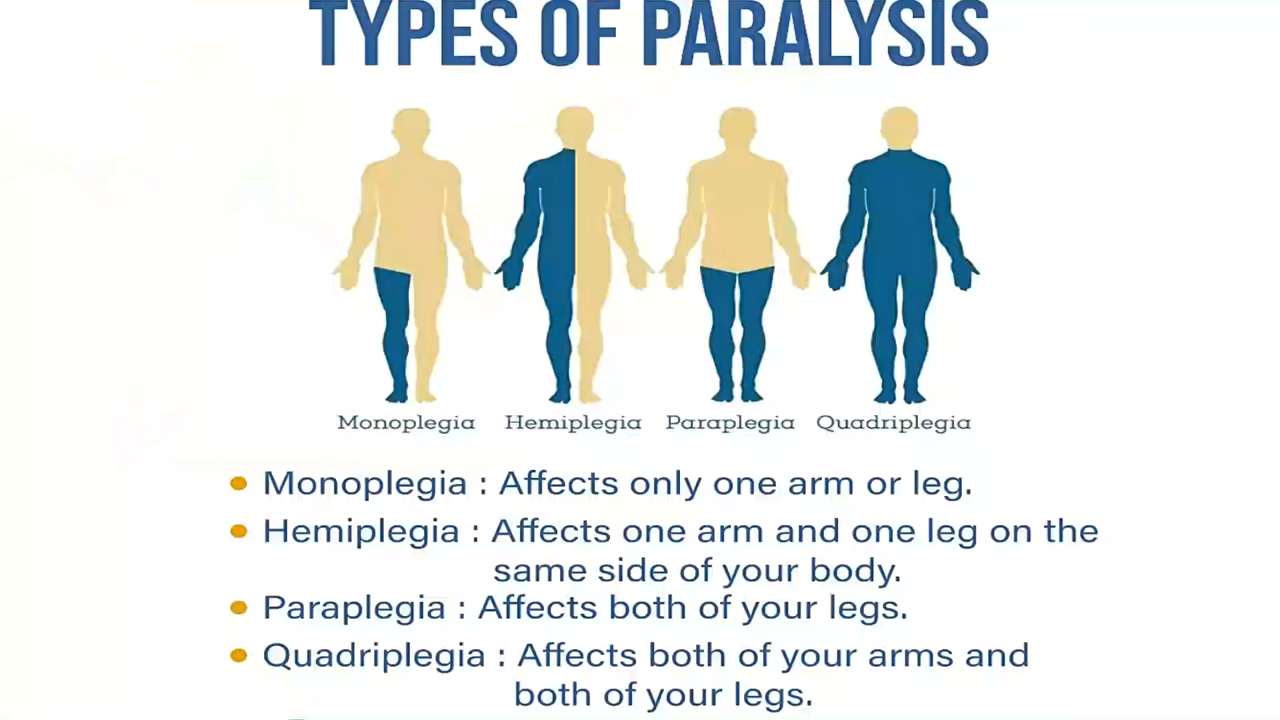 TYPES OF PARALYSIS
Monoplegia Hemiplegia Paraplegia Quadriplegia
• Monoplegia : Affects only one arm or leg.
• Hemiplegia : Affects one arm and one leg on the
same side of your body.
• Paraplegia : Affects both of your legs.
• Quadriplegia : Affects both of your arms and
both of your legs.